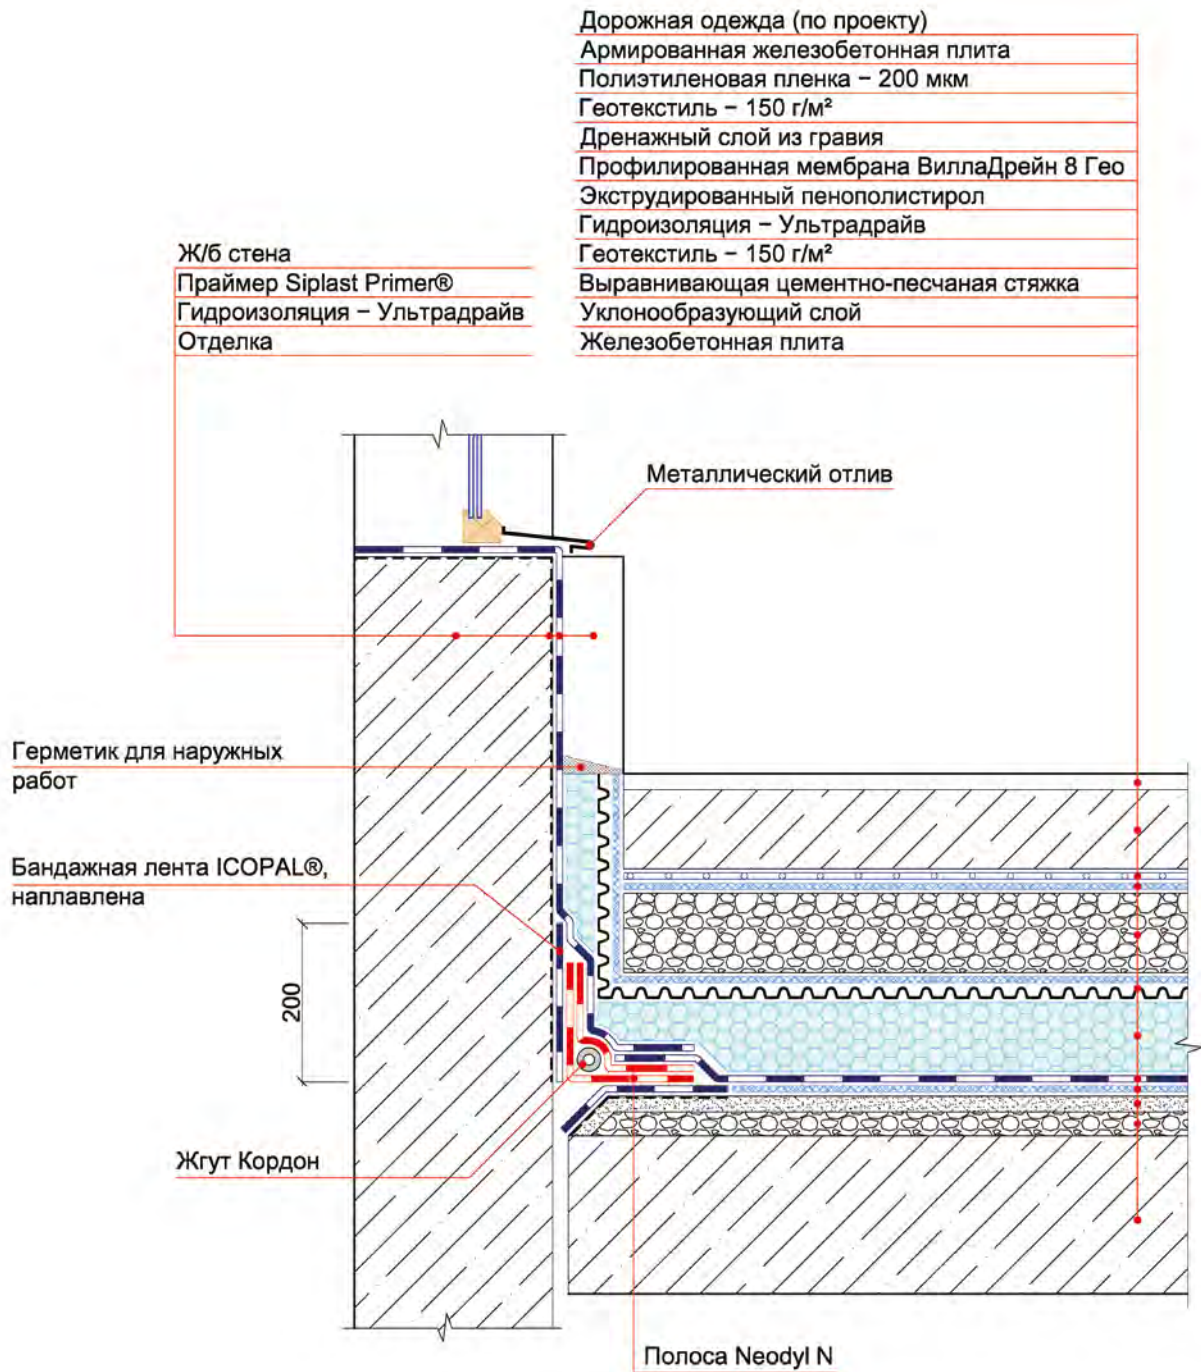 Дорожная одежда (по проекту)
Армированная железобетонная плита
Полиэтиленовая пленка – 200 мкм
Геотекстиль – 150 г/м²
Дренажный слой из гравия
Профилированная мембрана ВиллаДрейн 8 Гео
Экструдированный пенополистирол
Гидроизоляция – Ультрадрайв
Геотекстиль – 150 г/м²
Выравнивающая цементно-песчаная стяжка
Уклонообразующий слой
Железобетонная плита
Ж/б стена
Праймер Siplast Primer®
Гидроизоляция – Ультрадрайв
Отделка
Металлический отлив
Герметик для наружных
работ
Бандажная лента ICOPAL®,
наплавлена
200
Жгут Кордон
Полоса Neodyl N